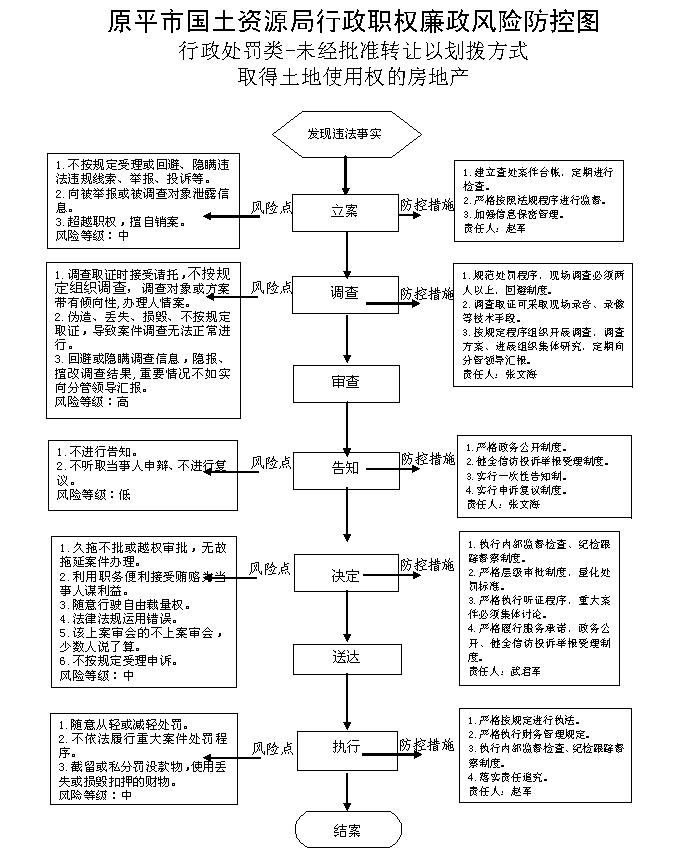 原平市国土资源局行政职权廉政风险防控图
行政处罚类-未经批准转让以划拨方式
取得土地使用权的房地产
发现违法事实
1. 不按规定受理或回避、隐瞒违
法违规线索、举报、投诉等。
2. 向被举报或被调查对象泄露信
息。
3. 超越职权，擅自销案。
风险等级：中
风险点
立案
防控措施
1. 建立查处案件台帐，定期进行
检查。
2. 严格按照法规程序进行监督。
3. 加强信息保密管理。
责任人：赵军
1. 调查取证时接受请托，不按规
定组织调查，调查对象或方案
带有倾向性,办理人情案。
2. 伪造、丢失、损毁、不按规定
取证，导致案件调查无法正常进
行。
3. 回避或隐瞒调查信息，隐报、
擅改调查结果,重要情况不如实
向分管领导汇报。
风险等级：高
风险点
调查
防控措施
1. 规范处罚程序，现场调查必须两
人以上，回避制度。
2. 调查取证可采取现场录音、录像
等技术手段。
3. 按规定程序组织开展调查，调查
方案、进展组织集体研究，定期向
分管领导汇报。
责任人：张文海
审查
1. 不进行告知。
2. 不听取当事人申辩、不进行复
议。
风险等级：低
风险点
告知
防控措施
1. 严格政务公开制度。
2. 健全信访投诉举报受理制度。
3. 实行一次性告知制。
4. 实行申诉复议制度。
责任人：张文海
1. 久拖不批或越权审批，无故
拖延案件办理。
2. 利用职务便利接受贿赂为当
事人谋利益。
3. 随意行驶自由裁量权。
4. 法律法规运用错误。
5. 该上案审会的不上案审会，
少数人说了算。
6. 不按规定受理申诉。
风险等级：中
风险点
决定
防控措施
1. 执行内部监督检查、纪检跟
踪督察制度。
2. 严格层级审批制度，量化处
罚标准。
3. 严格执行听证程序，重大案
件必须集体讨论。
4. 严格履行服务承诺，政务公
开、健全信访投诉举报受理制
度。
责任人：武君军
送达
1. 随意从轻或减轻处罚。
2. 不依法履行重大案件处罚程
序。
3. 截留或私分罚没款物,使用丢
失或损毁扣押的财物。
风险等级：中
风险点
执行
防控措施
1. 严格按规定进行执法。
2. 严格执行财务管理规定。
3. 执行内部监督检查、纪检跟踪督
察制度。
4. 落实责任追究。
责任人：赵军
结案